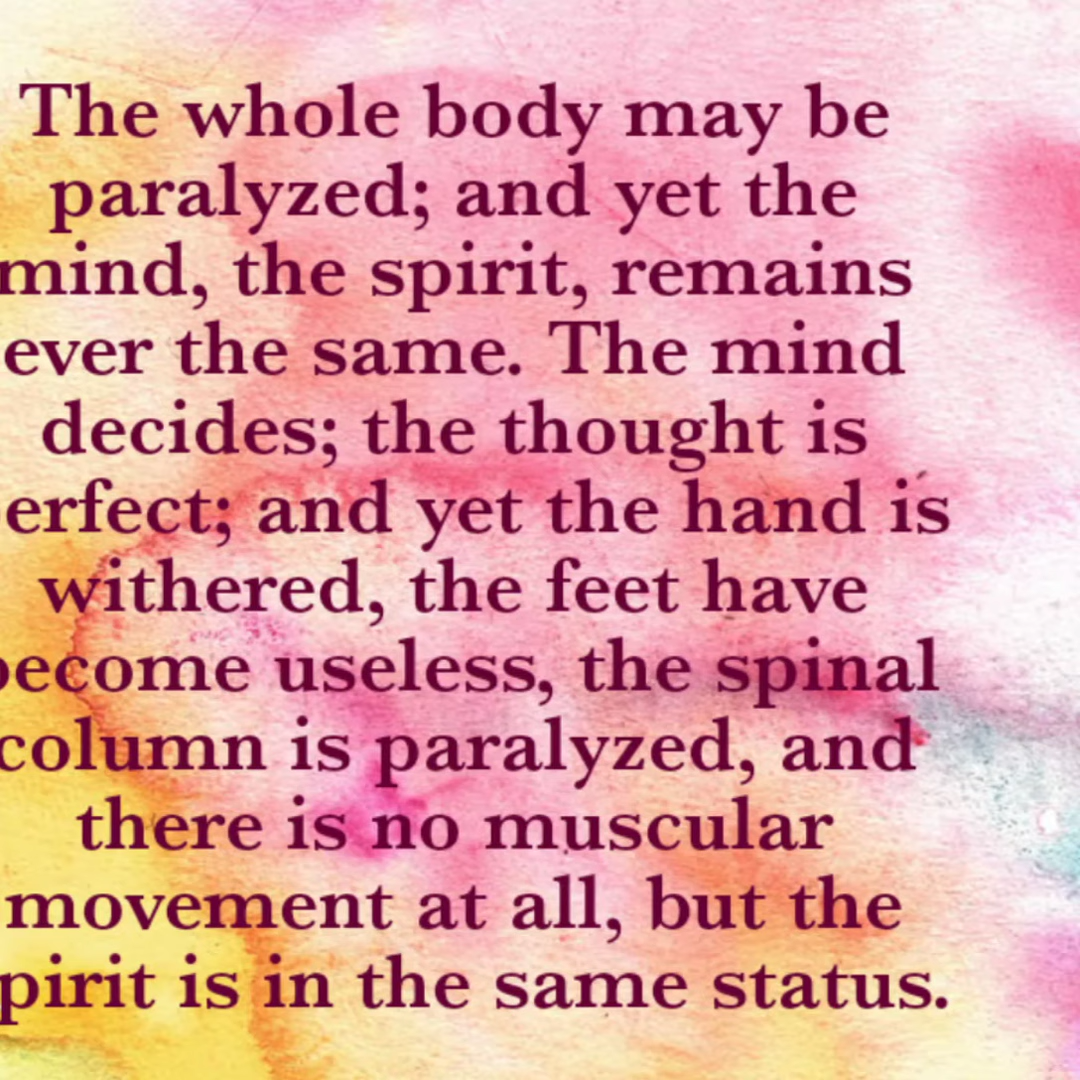 The whole body may be
paralyzed; and yet the
mind, the spirit, remains
ever the same. The mind
decides; the thought is
erfect; and yet the hand is
withered, the feet have
become useless, the spinal
column is paralyzed, and
there is no muscular
movement at all, but the
pirit is in the same status.